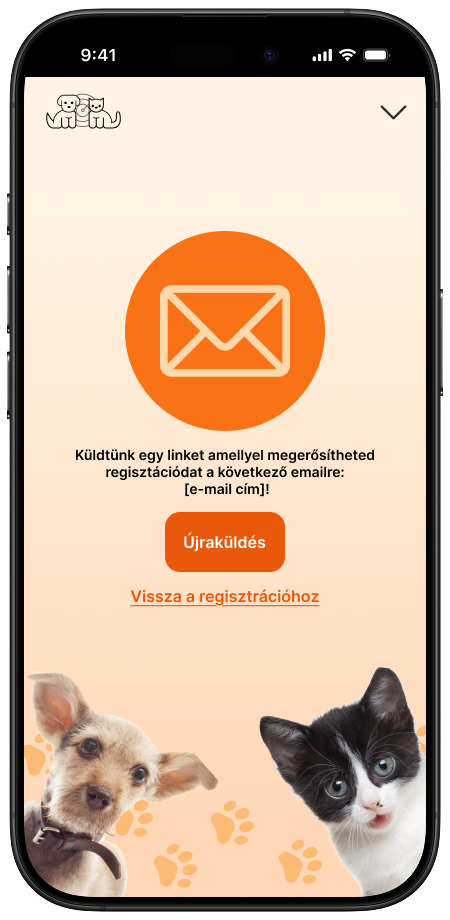 9:41
Küldtünk egy linket amellyel megerősítheted
regisztációdat a következő emailre:
[e-mail cím]!
Újraküldés
Vissza a regisztrációhoz